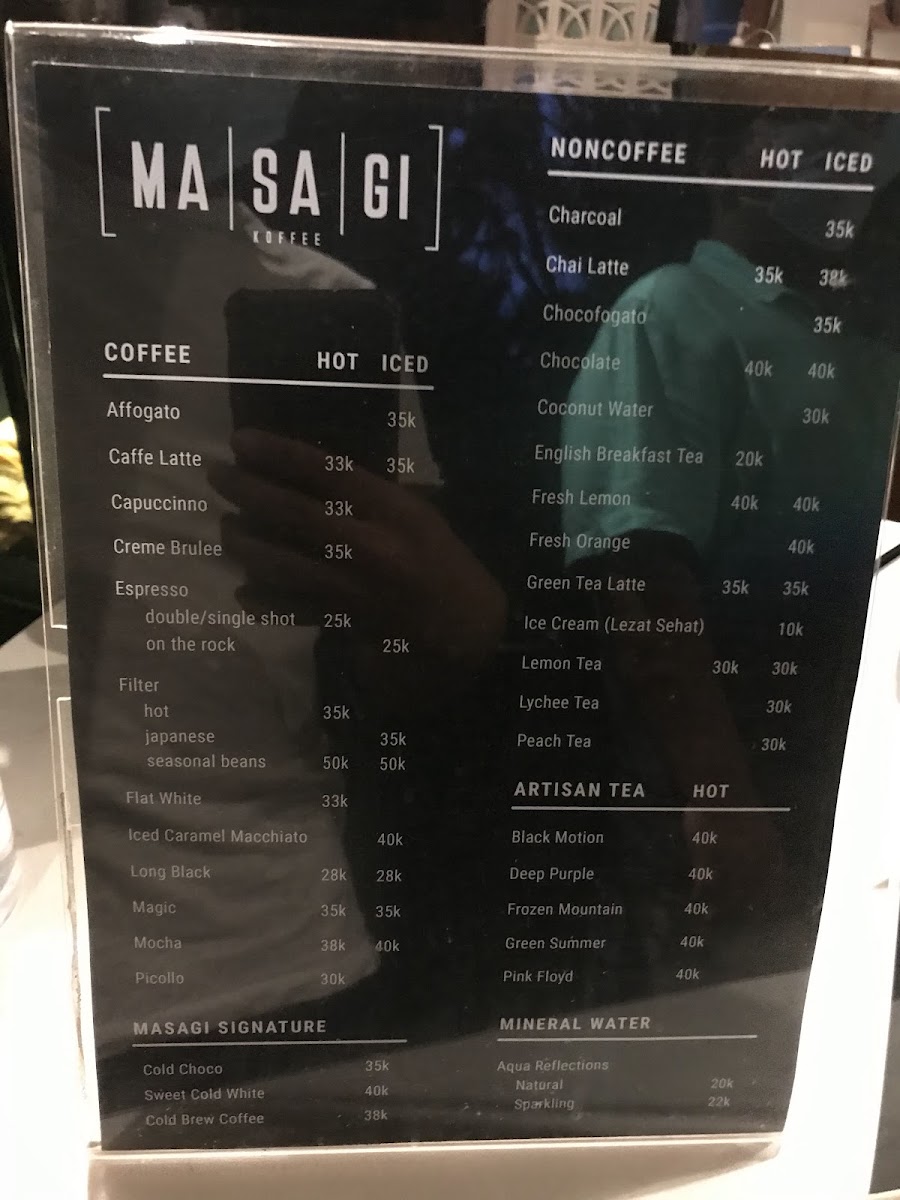 [MA|SA|GI]
KOFFEE
COFFEE HOT ICED
Affogato 35k
Caffe Latte 33k 35k
Capuccinno 33k
Creme Brulee 35k
Espresso
double/single shot 25k
on the rock 25k
Filter
hot 35k
japanese 35k
seasonal beans 50k 50k
Flat White 33k
Iced Caramel Macchiato 40k
Long Black 28k 28k
Magic 35k 35k
Mocha 38k 40k
Picollo 30k
MASAGI SIGNATURE
Cold Choco 35k
Sweet Cold White 40k
Cold Brew Coffee 38k
NONCOFFEE HOT ICED
Charcoal 35k
Chai Latte 35k 38k
Chocofogato 35k
Chocolate 40k 40k
Coconut Water 30k
English Breakfast Tea 20k
Fresh Lemon 40k 40k
Fresh Orange 40k
Green Tea Latte 35k 35k
Ice Cream (Lezat Sehat) 10k
Lemon Tea 30k 30k
Lychee Tea 30k
Peach Tea 30k
ARTISAN TEA HOT
Black Motion 40k
Deep Purple 40k
Frozen Mountain 40k
Green Summer 40k
Pink Floyd 40k
MINERAL WATER
Aqua Reflections
Natural 20k
Sparkling 22k